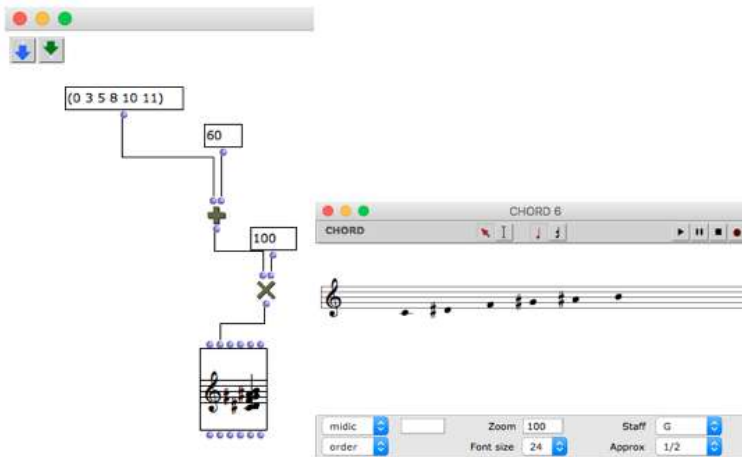 (0 3 5 8 10 11)
60
100
CHORD 6
CHORD
midic
Zoom 100
Staff G
order
Font size 24
Approx 1/2